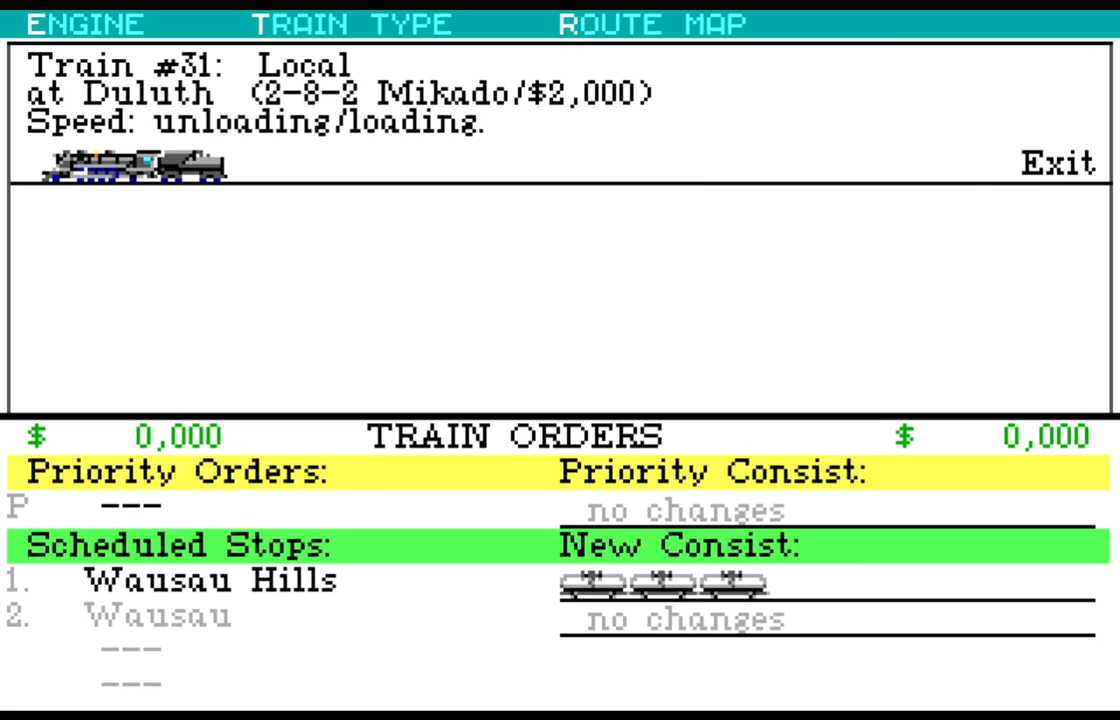 ENGINE TRAIN TYPE ROUTE MAP
Train #31: Local
at Duluth (2-8-2 Mikado/$2,000)
Speed: unloading/loading.
Exit
$ 0,000 TRAIN ORDERS $ 0,000
Priority Orders: Priority Consist:
P --- no changes
Scheduled Stops: New Consist:
1. Wausau Hills
2. Wausau no changes
---
---